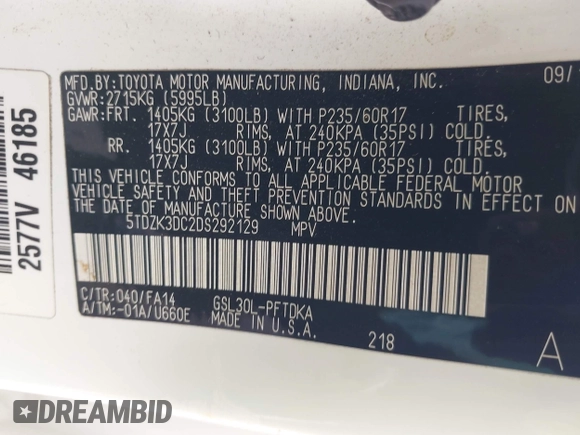 MFD.BY:TOYOTA MOTOR MANUFACTURING, INDIANA, INC. 09/
GVWR:2715KG (5995LB)
GAWR:FRT. 1405KG (3100LB) WITH P235/60R17 TIRES,
17X7J RIMS, AT 240KPA (35PSI) COLD.
RR. 1405KG (3100LB) WITH P235/60R17 TIRES,
17X7J RIMS, AT 240KPA (35PSI) COLD.
THIS VEHICLE CONFORMS TO ALL APPLICABLE FEDERAL MOTOR
VEHICLE SAFETY AND THEFT PREVENTION STANDARDS IN EFFECT ON
THE DATE OF MANUFACTURE SHOWN ABOVE.
5TDZK3DC2DS292129 MPV
C/TR:040/FA14 GSL30L-PFTDKA
A/TM:-01A/U660E MADE IN U.S.A.
218 A
2577V 46185
DREAMBID